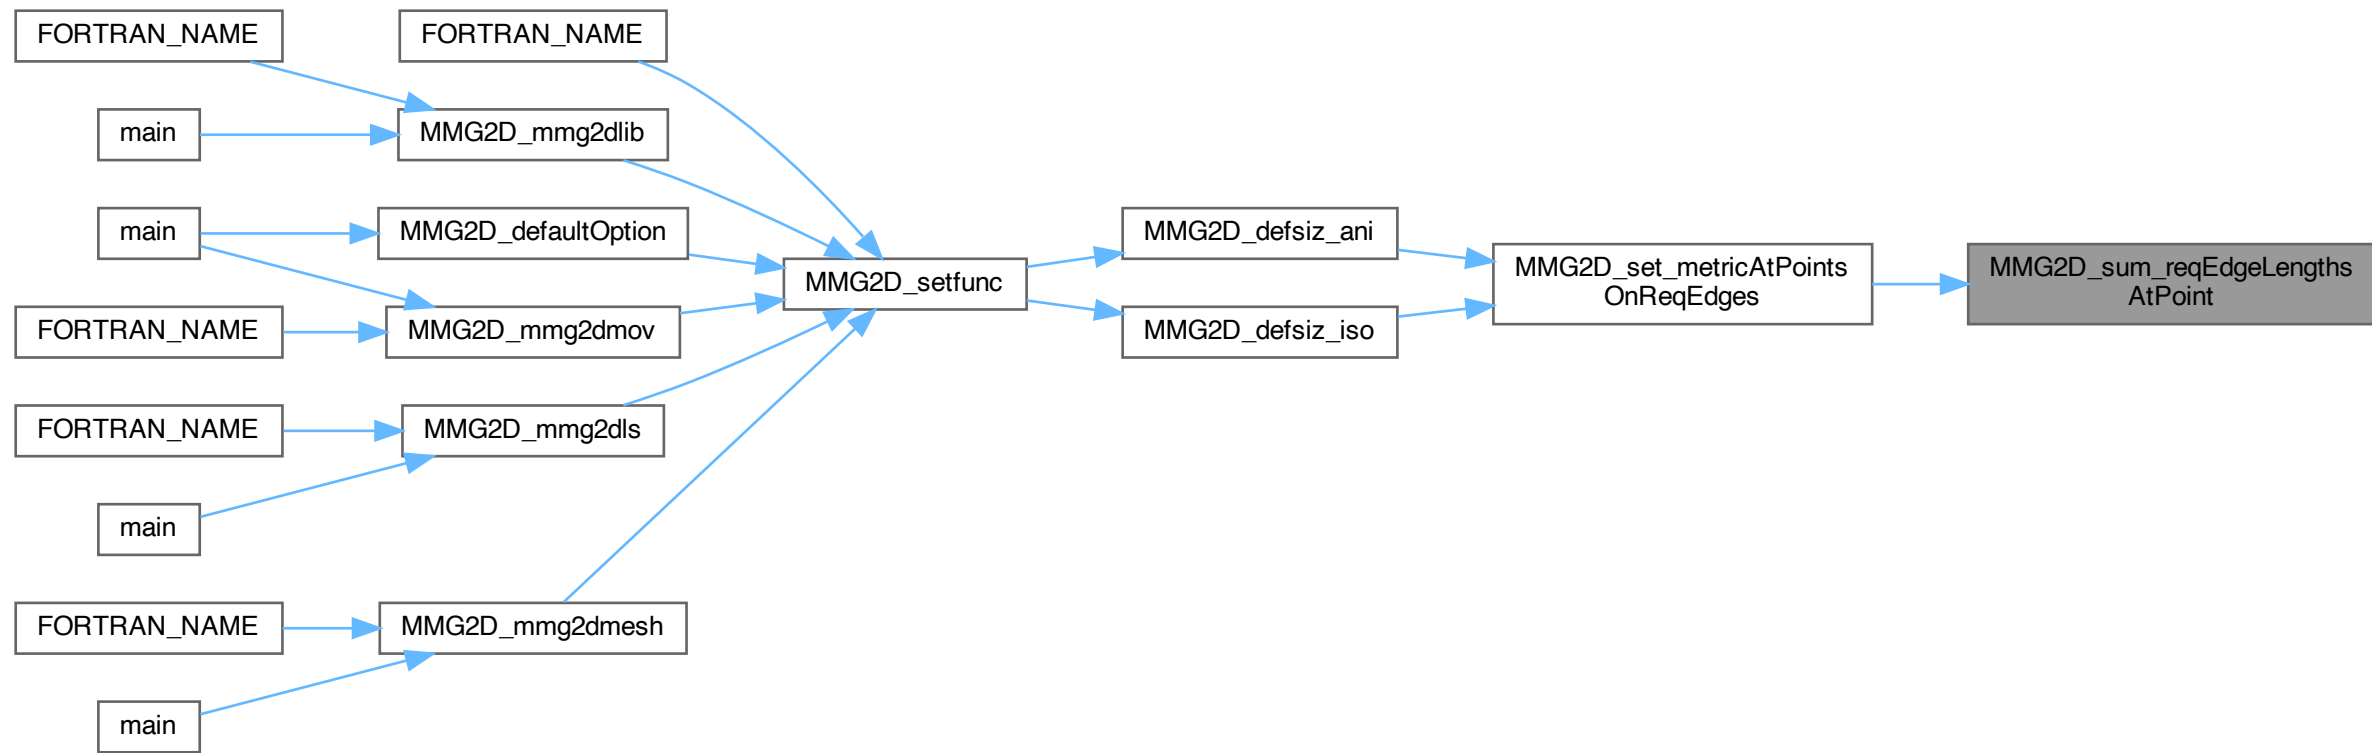 FORTRAN_NAME
FORTRAN_NAME
main
MMG2D_mmg2dlib
main
MMG2D_defaultOption
MMG2D_defsiz_ani
MMG2D_set_metricAtPoints
OnReqEdges
MMG2D_sum_reqEdgeLengths
AtPoint
MMG2D_setfunc
FORTRAN_NAME
MMG2D_mmg2dmov
MMG2D_defsiz_iso
FORTRAN_NAME
MMG2D_mmg2dls
main
FORTRAN_NAME
MMG2D_mmg2dmesh
main